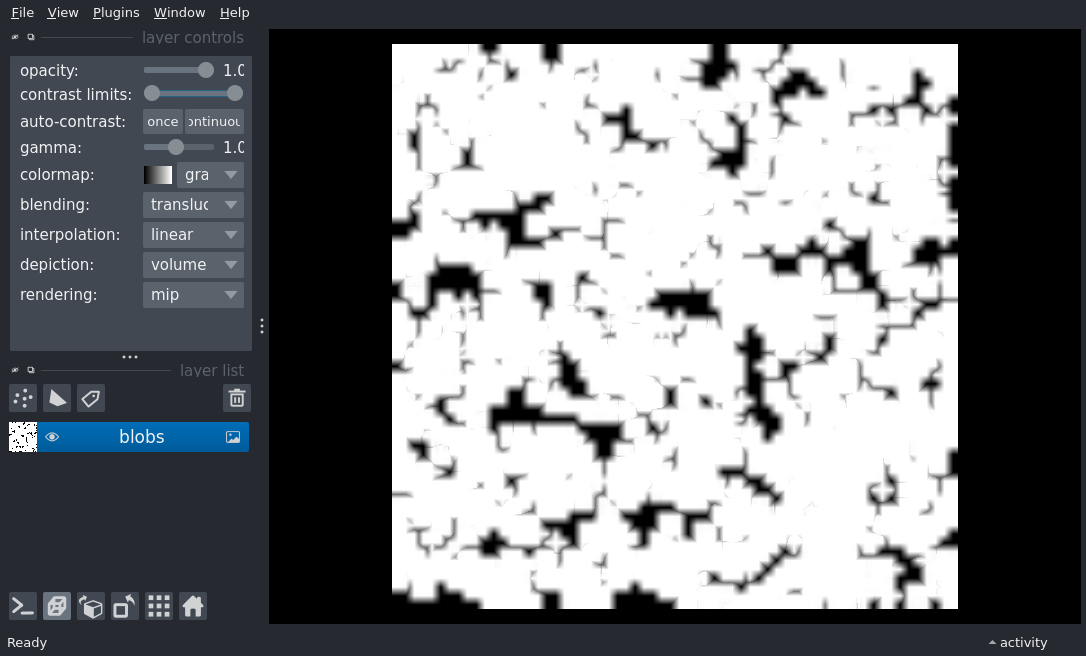 File View Plugins Window Help
layer controls
opacity: 1.0
contrast limits:
auto-contrast: once ontinuou
gamma: 1.0
colormap: gra
blending: transluc
interpolation: linear
depiction: volume
rendering: mip
layer list
blobs
Ready
activity